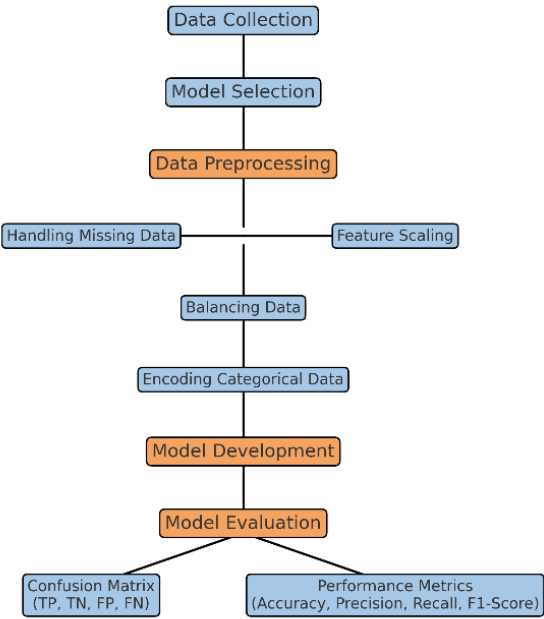 Data Collection
Model Selection
Data Preprocessing
Handling Missing Data
Feature Scaling
Balancing Data
Encoding Categorical Data
Model Development
Model Evaluation
Confusion Matrix
(TP, TN, FP, FN)
Performance Metrics
(Accuracy, Precision, Recall, F1-Score)